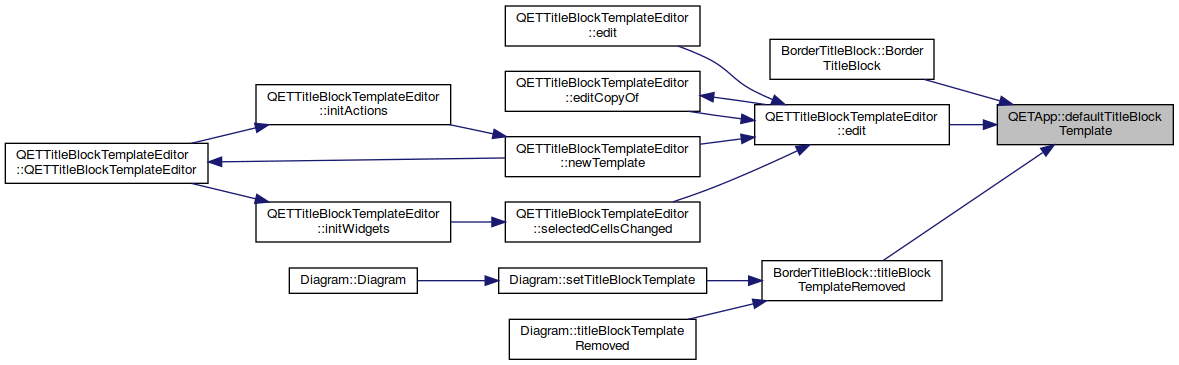 QETTitleBlockTemplateEditor
::edit
BorderTitleBlock::Border
TitleBlock
QETTitleBlockTemplateEditor
::editCopyOf
QETTitleBlockTemplateEditor
::initActions
QETTitleBlockTemplateEditor
::edit
QETApp::defaultTitleBlock
Template
QETTitleBlockTemplateEditor
::QETTitleBlockTemplateEditor
QETTitleBlockTemplateEditor
::newTemplate
QETTitleBlockTemplateEditor
::initWidgets
QETTitleBlockTemplateEditor
::selectedCellsChanged
Diagram::Diagram
Diagram::setTitleBlockTemplate
BorderTitleBlock::titleBlock
TemplateRemoved
Diagram::titleBlockTemplate
Removed